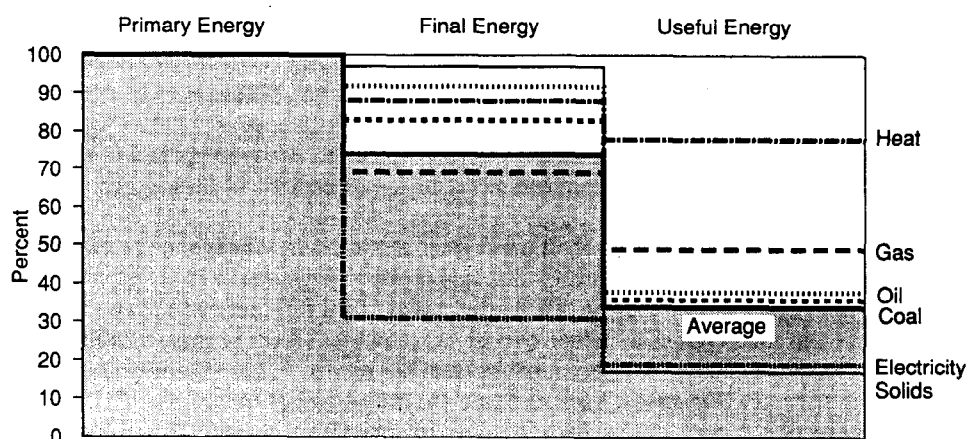 Primary Energy Final Energy Useful Energy
100
90
80
70
60
50
40
30
20
10
0
Percent
Heat
Gas
Oil
Coal
Average
Electricity
Solids